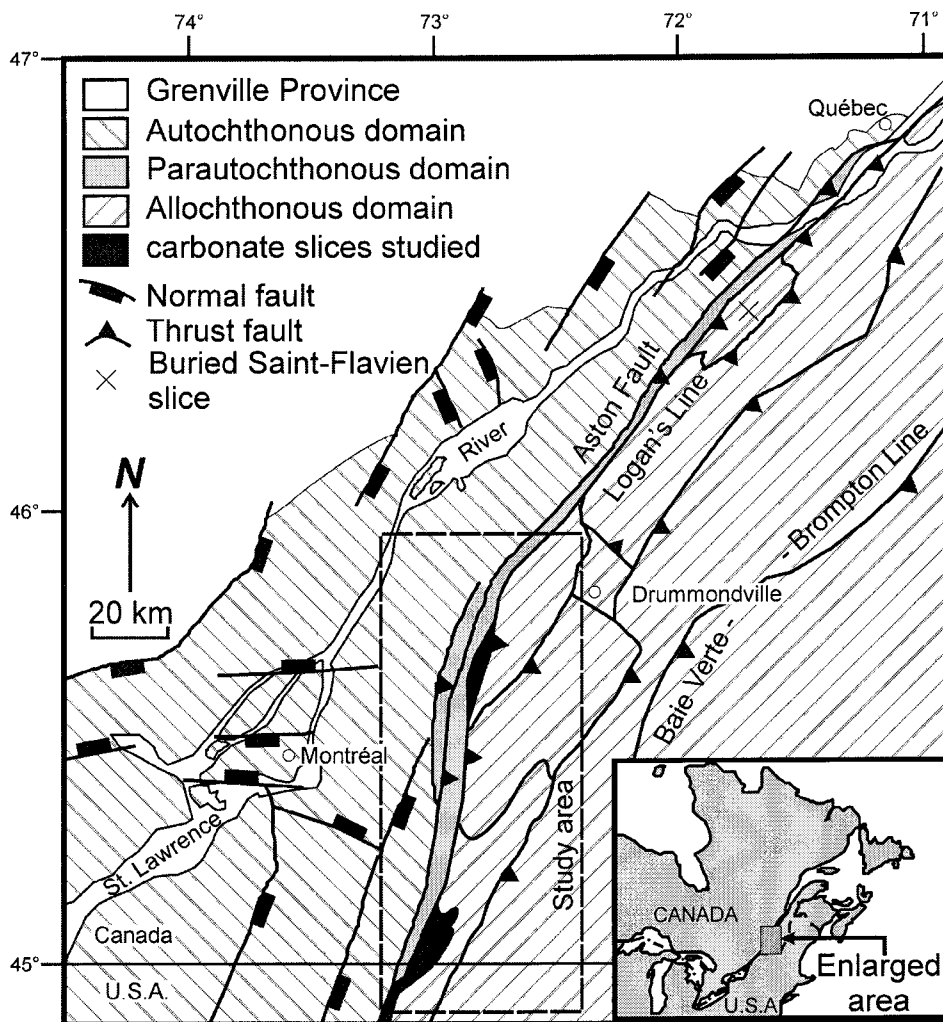 74°
73°
72°
71°
47°
Grenville Province
Autochthonous domain
Parautochthonous domain
Allochthonous domain
carbonate slices studied
Normal fault
Thrust fault
Buried Saint-Flavien
slice
Québec
River
Aston Fault
Logan's Line
46°
N
20 km
- Brompton Line
Drummondville
Baie Verte -
Montréal
St. Lawrence
Study area
Canada
45°
U.S.A.
CANADA
U.S.A
Enlarged
area